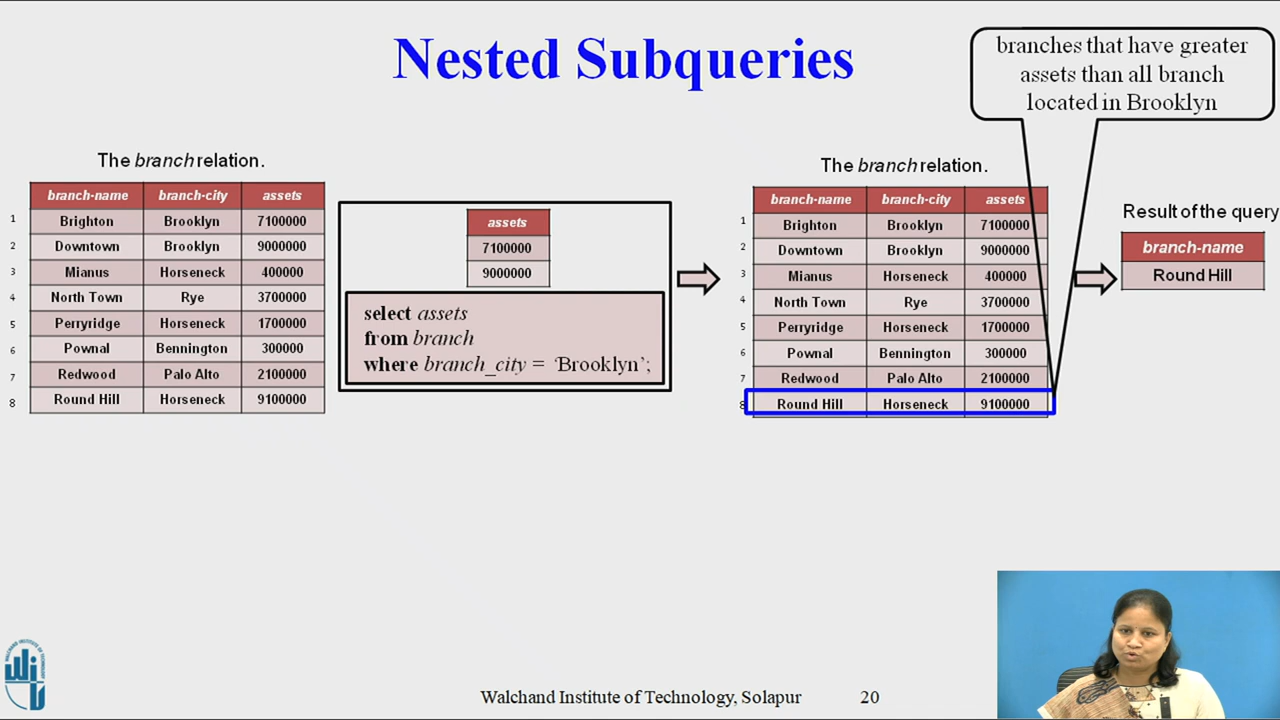 Nested Subqueries
branches that have greater
assets than all branch
located in Brooklyn
The branch relation.
branch-name branch-city assets
1 Brighton Brooklyn 7100000
2 Downtown Brooklyn 9000000
3 Mianus Horseneck 400000
4 North Town Rye 3700000
5 Perryridge Horseneck 1700000
6 Pownal Bennington 300000
7 Redwood Palo Alto 2100000
8 Round Hill Horseneck 9100000
assets
7100000
9000000
select assets
from branch
where branch_city = ‘Brooklyn’;
The branch relation.
branch-name branch-city assets
1 Brighton Brooklyn 7100000
2 Downtown Brooklyn 9000000
3 Mianus Horseneck 400000
4 North Town Rye 3700000
5 Perryridge Horseneck 1700000
6 Pownal Bennington 300000
7 Redwood Palo Alto 2100000
8 Round Hill Horseneck 9100000
Result of the query
branch-name
Round Hill
Walchand Institute of Technology, Solapur 20